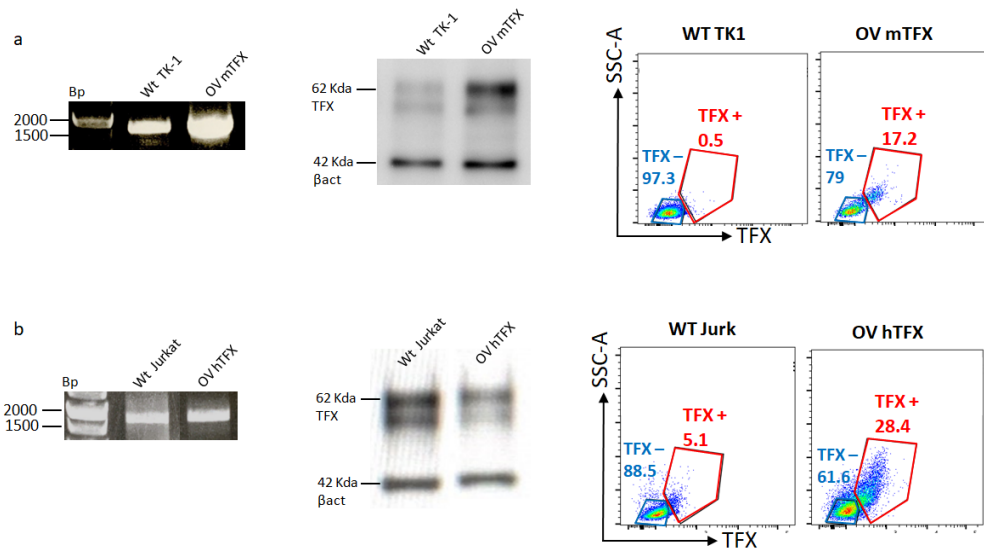 a
Bp
Wt TK-1
OV mTFX
2000
1500
Wt TK-1
OV mTFX
62 Kda
TFX
42 Kda
βact
WT TK1
OV mTFX
SSC-A
TFX +
0.5
TFX –
97.3
TFX +
17.2
TFX –
79
TFX
b
Bp
Wt Jurkat
OV hTFX
2000
1500
Wt Jurkat
OV hTFX
62 Kda
TFX
42 Kda
βact
WT Jurk
OV hTFX
SSC-A
TFX +
5.1
TFX –
88.5
TFX +
28.4
TFX –
61.6
TFX